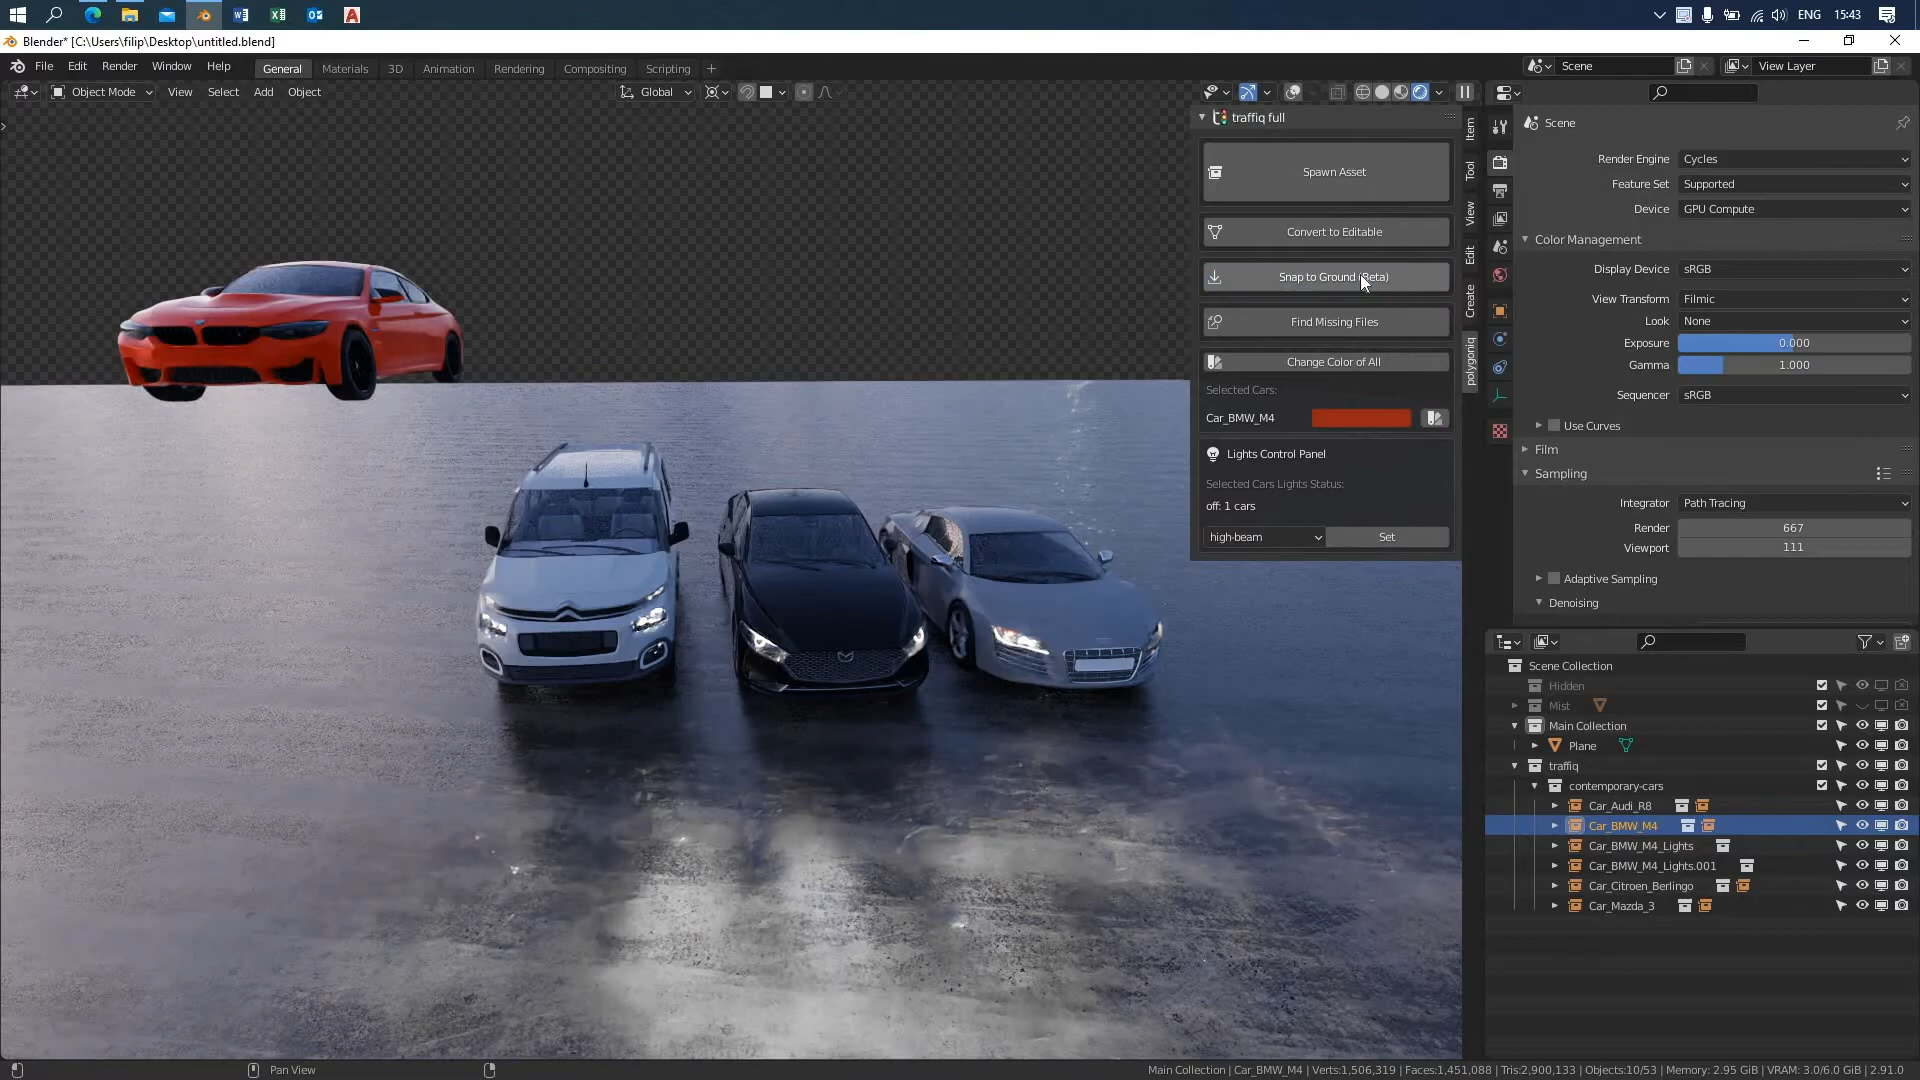 ENG
15:43
Blender* [C:\Users\filip\Desktop\untitled.blend]
File Edit Render Window Help
General Materials 3D Animation Rendering Compositing Scripting +
Scene
View Layer
Object Mode View Select Add Object
Global
traffiq full
Spawn Asset
Convert to Editable
Snap to Ground (Beta)
Find Missing Files
Change Color of All
Selected Cars:
Car_BMW_M4
Lights Control Panel
Selected Cars Lights Status:
off: 1 cars
high-beam Set
Item
Tool
View
Edit
Create
polygoniq
Scene
Render Engine Cycles
Feature Set Supported
Device GPU Compute
Color Management
Display Device sRGB
View Transform Filmic
Look None
Exposure 0.000
Gamma 1.000
Sequencer sRGB
Use Curves
Film
Sampling
Integrator Path Tracing
Render 667
Viewport 111
Adaptive Sampling
Denoising
Scene Collection
Hidden
Mist
Main Collection
Plane
traffiq
contemporary-cars
Car_Audi_R8
Car_BMW_M4
Car_BMW_M4_Lights
Car_BMW_M4_Lights.001
Car_Citroen_Berlingo
Car_Mazda_3
Pan View
Main Collection | Car_BMW_M4 | Verts:1,506,319 | Faces:1,451,088 | Tris:2,900,133 | Objects:10/53 | Memory: 2.95 GiB | VRAM: 3.0/6.0 GiB | 2.91.0